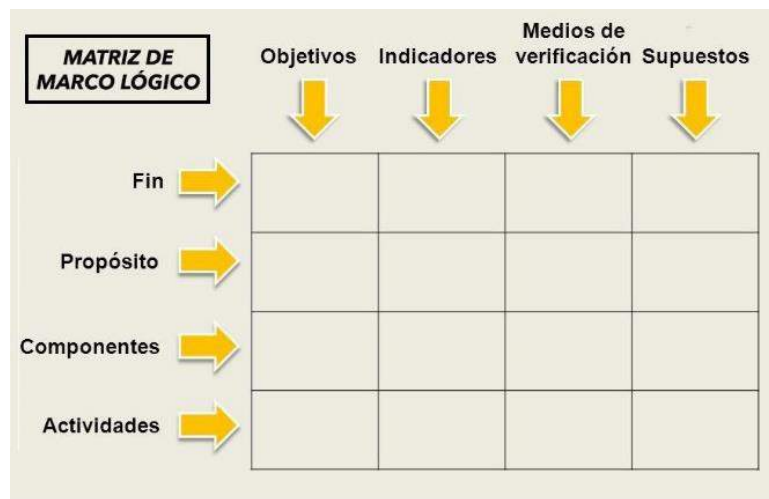 MATRIZ DE
MARCO LÓGICO
Objetivos
Indicadores
Medios de
verificación
Supuestos
Fin
Propósito
Componentes
Actividades